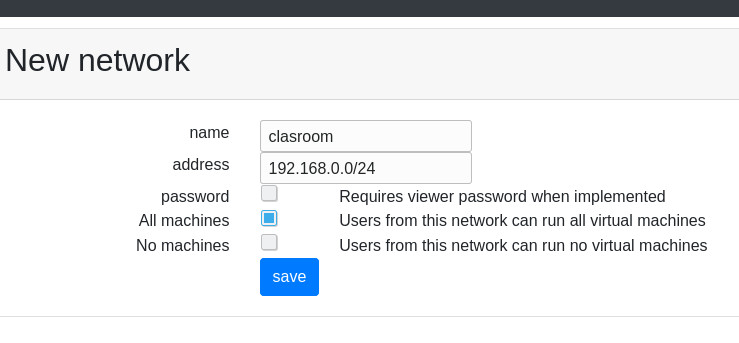 New network
name clasroom
address 192.168.0.0/24
password Requires viewer password when implemented
All machines Users from this network can run all virtual machines
No machines Users from this network can run no virtual machines
save